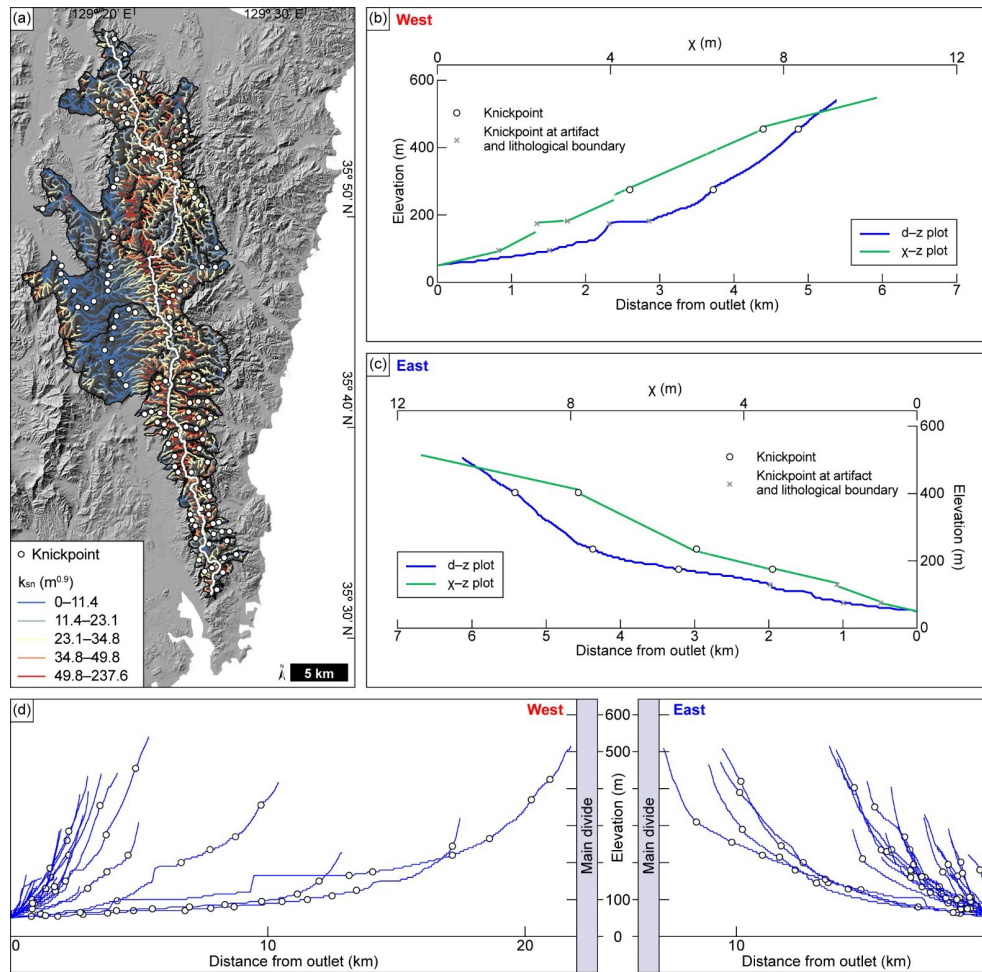 (a)
129° 20' E
129° 30' E
35° 50' N
35° 40' N
35° 30' N
Knickpoint
ksn (m0.9)
0–11.4
11.4–23.1
23.1–34.8
34.8–49.8
49.8–237.6
N
5 km
(b) West
χ (m)
0 4 8 12
600
400
200
0
Elevation (m)
Knickpoint
Knickpoint at artifact
and lithological boundary
d–z plot
χ–z plot
0 1 2 3 4 5 6 7
Distance from outlet (km)
(c) East
χ (m)
12 8 4 0
600
400
200
0
Elevation (m)
Knickpoint
Knickpoint at artifact
and lithological boundary
d–z plot
χ–z plot
7 6 5 4 3 2 1 0
Distance from outlet (km)
(d) West East
600
500
100
0
Elevation (m)
Main divide
Main divide
0 10 20
Distance from outlet (km)
10
Distance from outlet (km)